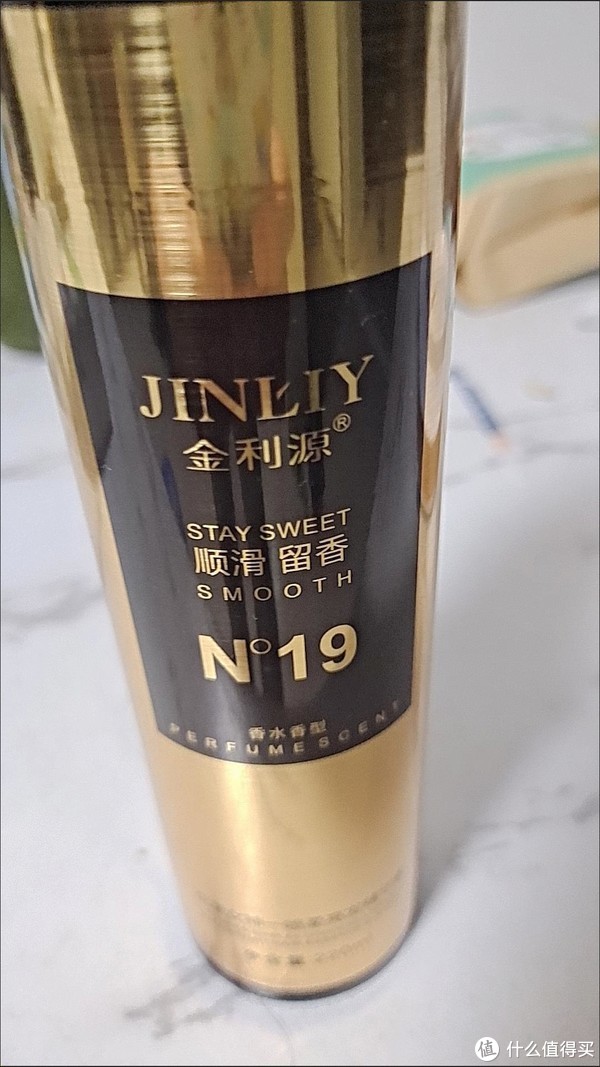 JINLIY
金利源®
STAY SWEET
顺滑 留香
SMOOTH
N°19
香水香型
PERFUME SCENT
值 什么值得买